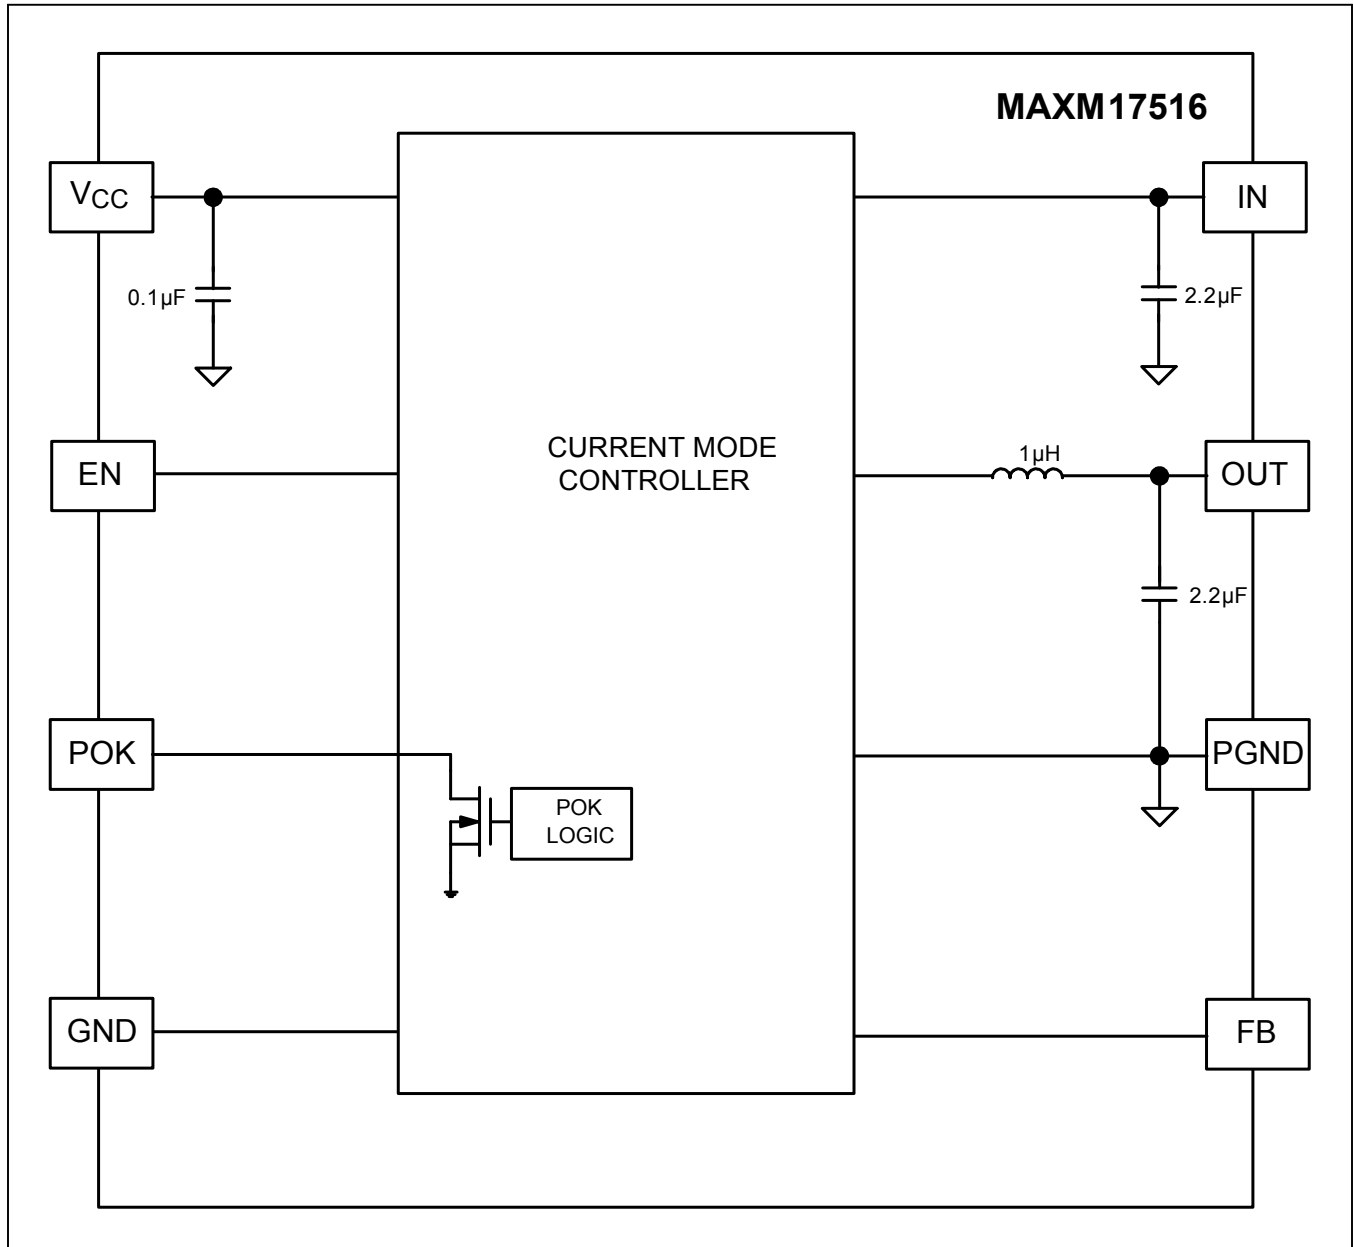 MAXM17516
VCC
IN
0.1µF
2.2µF
EN
CURRENT MODE
CONTROLLER
1µH
OUT
2.2µF
POK
PGND
POK
LOGIC
GND
FB